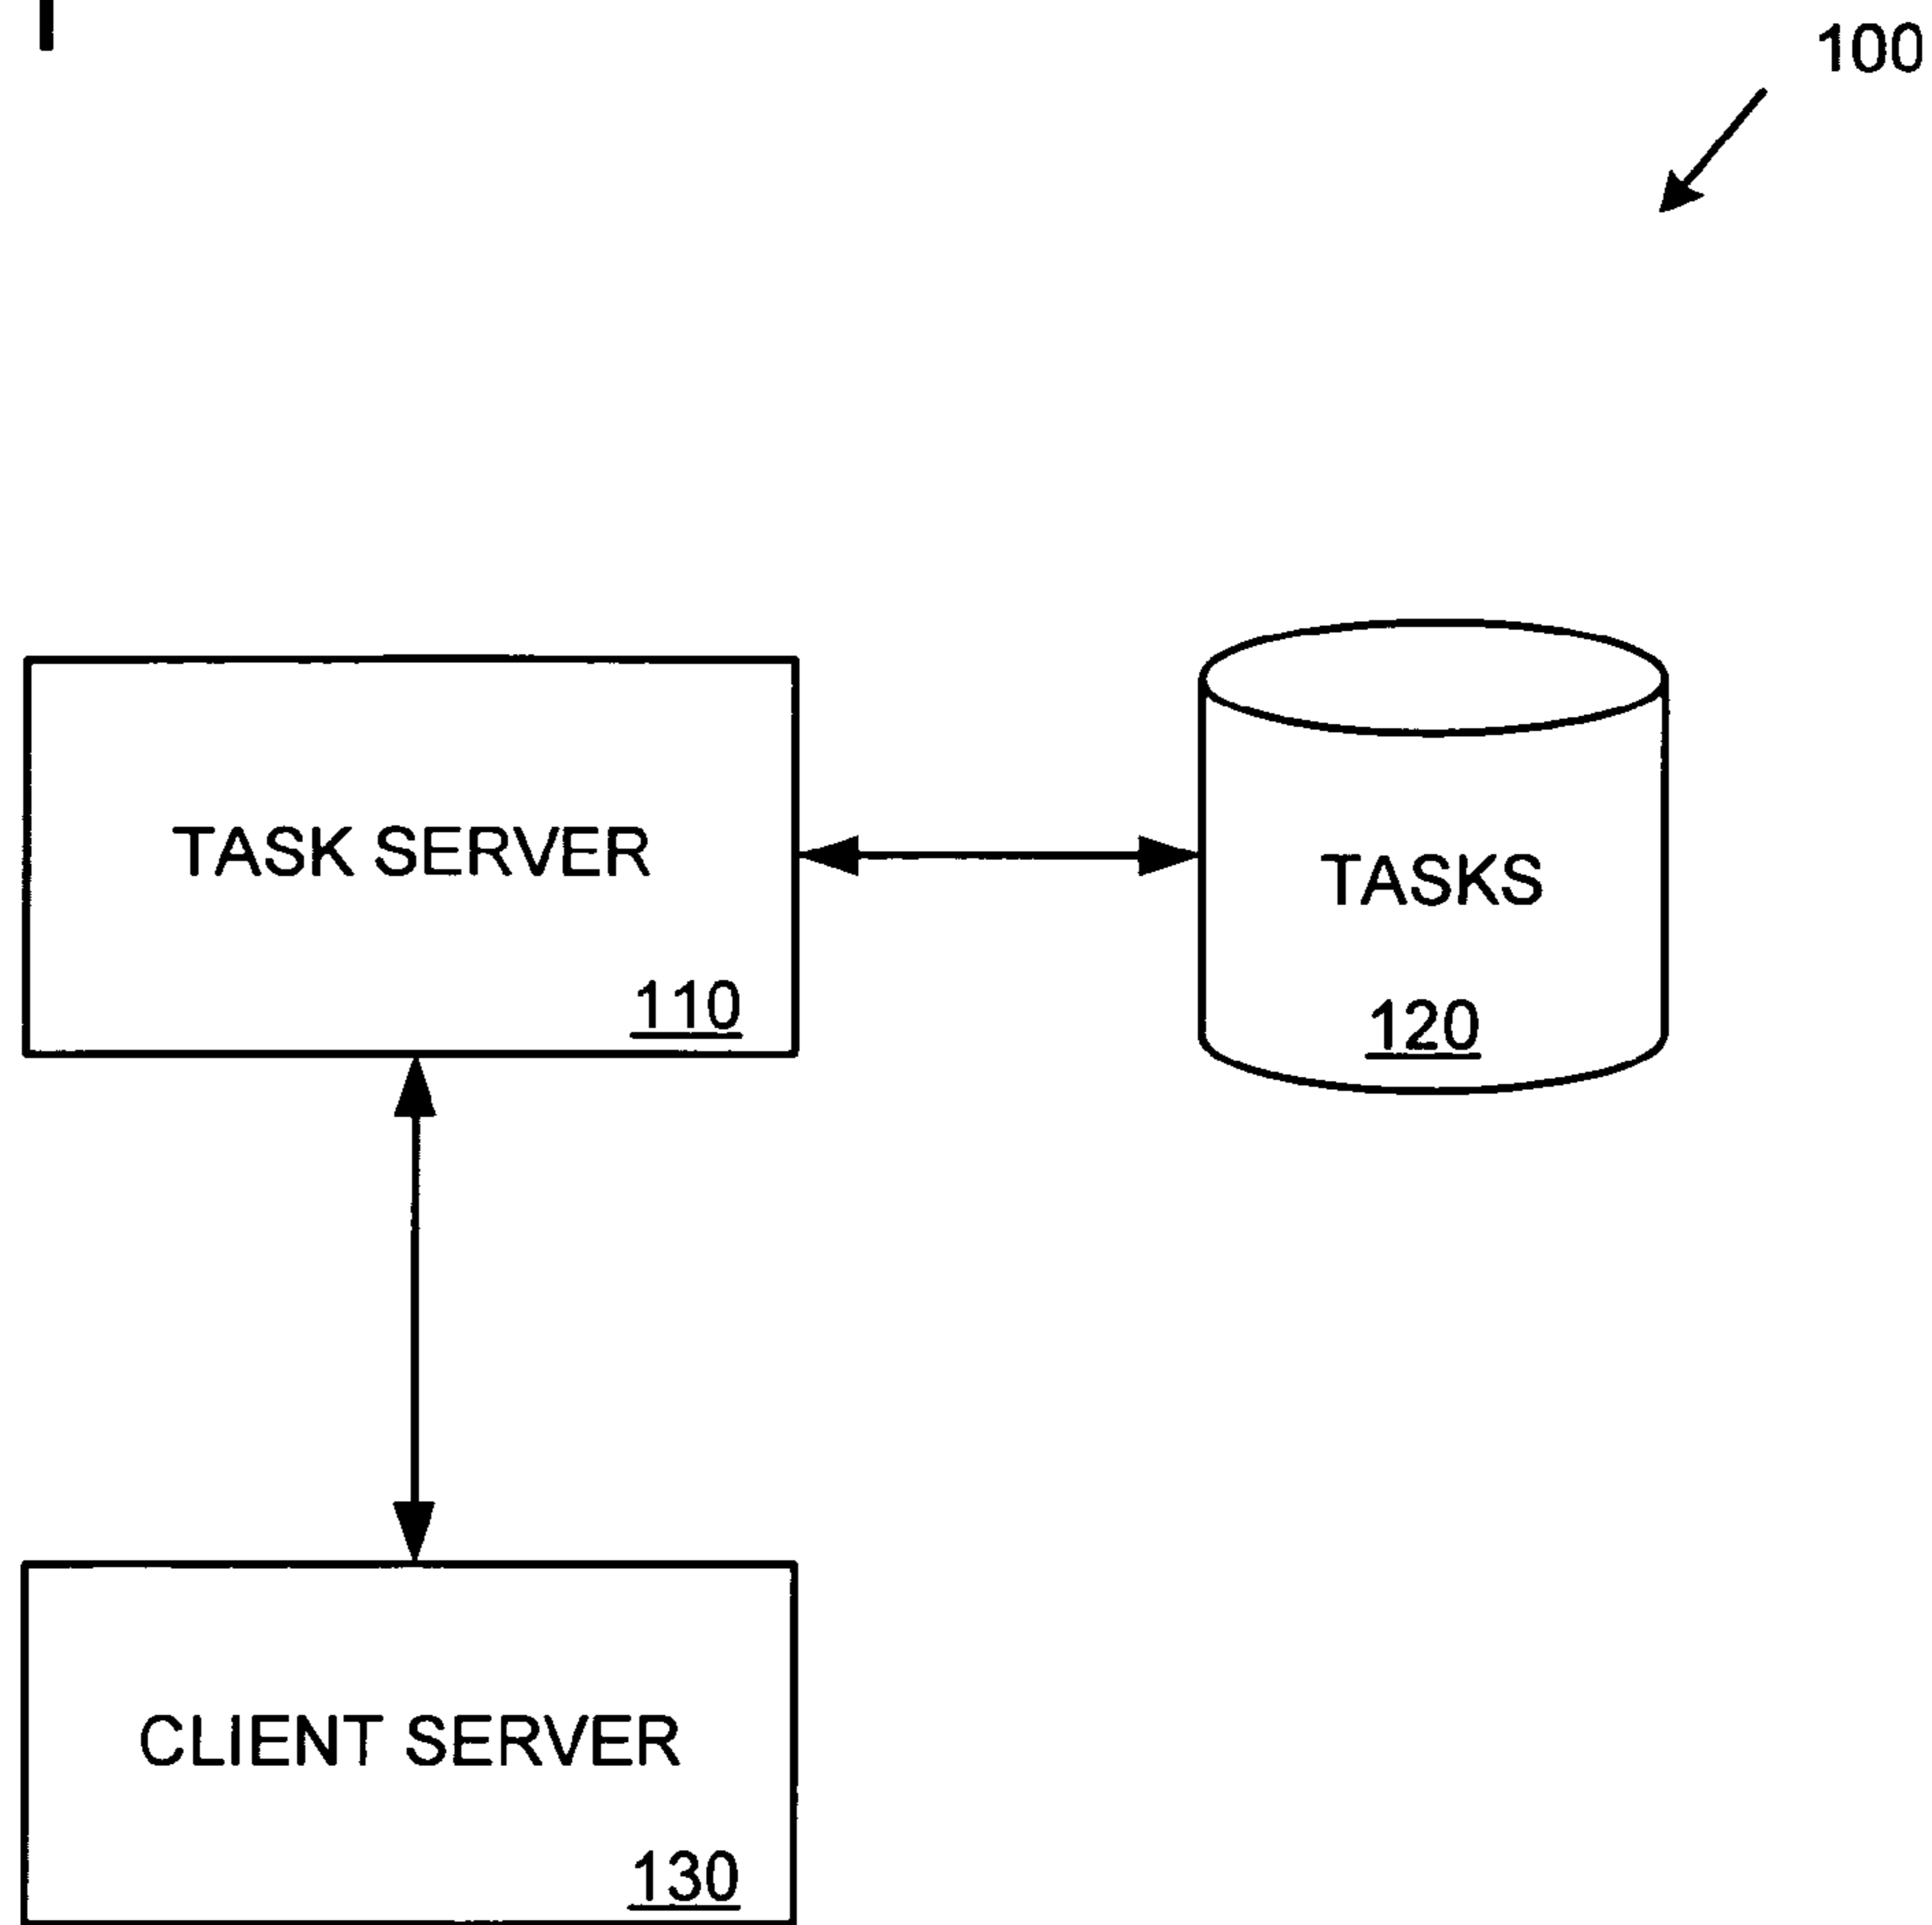 100
TASK SERVER
110
TASKS
120
CLIENT SERVER
130